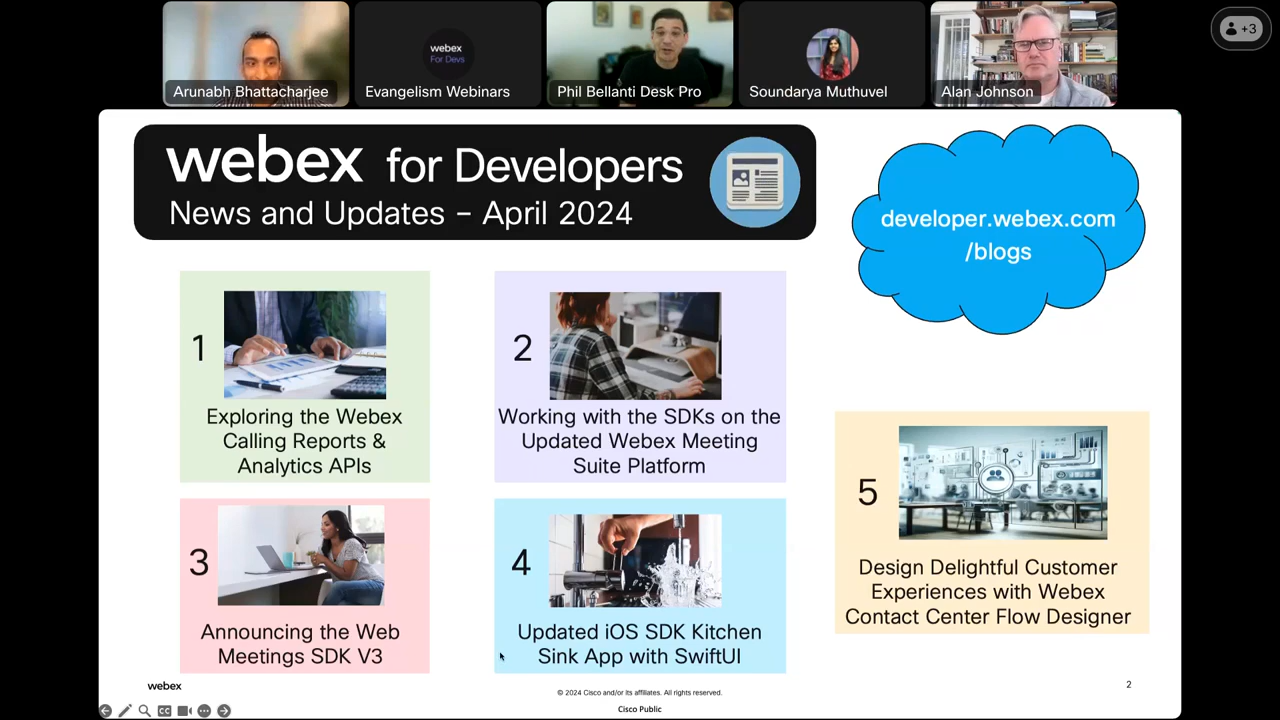 Arunabh Bhattacharjee
webex
For Devs
Evangelism Webinars
Phil Bellanti Desk Pro
Soundarya Muthuvel
Alan Johnson
+3
webex for Developers
News and Updates – April 2024
developer.webex.com
/blogs
1
Exploring the Webex
Calling Reports &
Analytics APIs
2
Working with the SDKs on the
Updated Webex Meeting
Suite Platform
3
Announcing the Web
Meetings SDK V3
4
Updated iOS SDK Kitchen
Sink App with SwiftUI
5
Design Delightful Customer
Experiences with Webex
Contact Center Flow Designer
webex
© 2024 Cisco and/or its affiliates. All rights reserved.
2
Cisco Public
CC